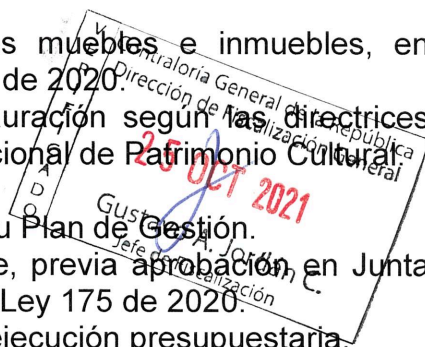 s muebles e inmuebles, en
de 2020.
uración según las directrices
cional de Patrimonio Cultural.
u Plan de Gestión.
e, previa aprobación en Junta
Ley 175 de 2020.
ejecución presupuestaria
VERIFICADO
Contraloría General de la República
Dirección de Fiscalización General
25 OCT 2021
Gustavo A. Jordán C.
Jefe de Fiscalización